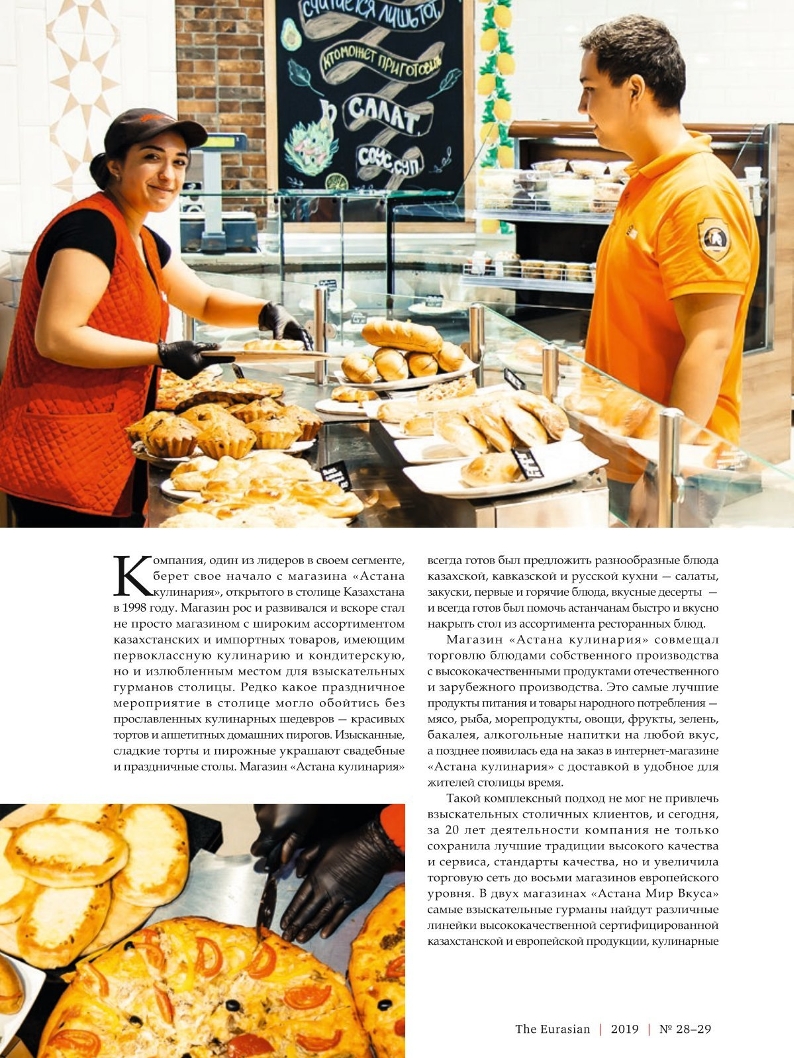 СЧИТАЕТСЯ ЛИШЬ ТОТ,
КТО МОЖЕТ ПРИГОТОВИТЬ
САЛАТ,
СОУС, СУП
Компания, один из лидеров в своем сегменте,
берет свое начало с магазина «Астана
кулинария», открытого в столице Казахстана
в 1998 году. Магазин рос и развивался и вскоре стал
не просто магазином с широким ассортиментом
казахстанских и импортных товаров, имеющим
первоклассную кулинарию и кондитерскую,
но и излюбленным местом для взыскательных
гурманов столицы. Редко какое праздничное
мероприятие в столице могло обойтись без
прославленных кулинарных шедевров — красивых
тортов и аппетитных домашних пирогов. Изысканные,
сладкие торты и пирожные украшают свадебные
и праздничные столы. Магазин «Астана кулинария»
всегда готов был предложить разнообразные блюда
казахской, кавказской и русской кухни — салаты,
закуски, первые и горячие блюда, вкусные десерты —
и всегда готов был помочь астанчанам быстро и вкусно
накрыть стол из ассортимента ресторанных блюд.
Магазин «Астана кулинария» совмещал
торговлю блюдами собственного производства
с высококачественными продуктами отечественного
и зарубежного производства. Это самые лучшие
продукты питания и товары народного потребления —
мясо, рыба, морепродукты, овощи, фрукты, зелень,
бакалея, алкогольные напитки на любой вкус,
а позднее появилась еда на заказ в интернет-магазине
«Астана кулинария» с доставкой в удобное для
жителей столицы время.
Такой комплексный подход не мог не привлечь
взыскательных столичных клиентов, и сегодня,
за 20 лет деятельности компания не только
сохранила лучшие традиции высокого качества
и сервиса, стандарты качества, но и увеличила
торговую сеть до восьми магазинов европейского
уровня. В двух магазинах «Астана Мир Вкуса»
самые взыскательные гурманы найдут различные
линейки высококачественной сертифицированной
казахстанской и европейской продукции, кулинарные
The Eurasian | 2019 | № 28–29